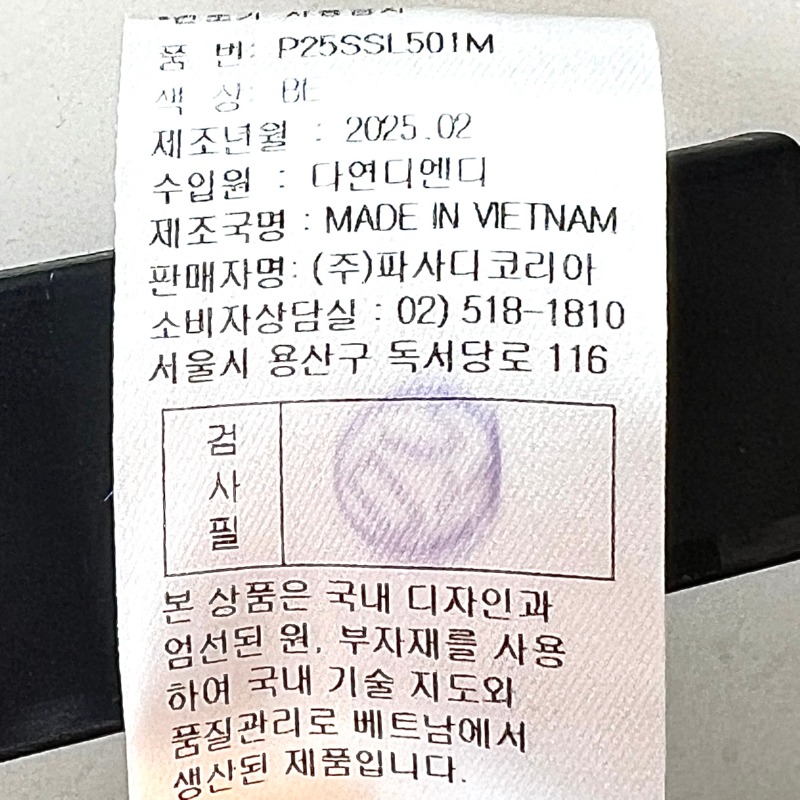 품 번: P25SSL501M
색 상: BE
제조년월 : 2025.02
수입원 : 다연디엔디
제조국명 : MADE IN VIETNAM
판매자명: (주)파사디코리아
소비자상담실 : 02) 518-1810
서울시 용산구 독서당로 116
검
사
필
본 상품은 국내 디자인과
엄선된 원, 부자재를 사용
하여 국내 기술 지도와
품질관리로 베트남에서
생산된 제품입니다.